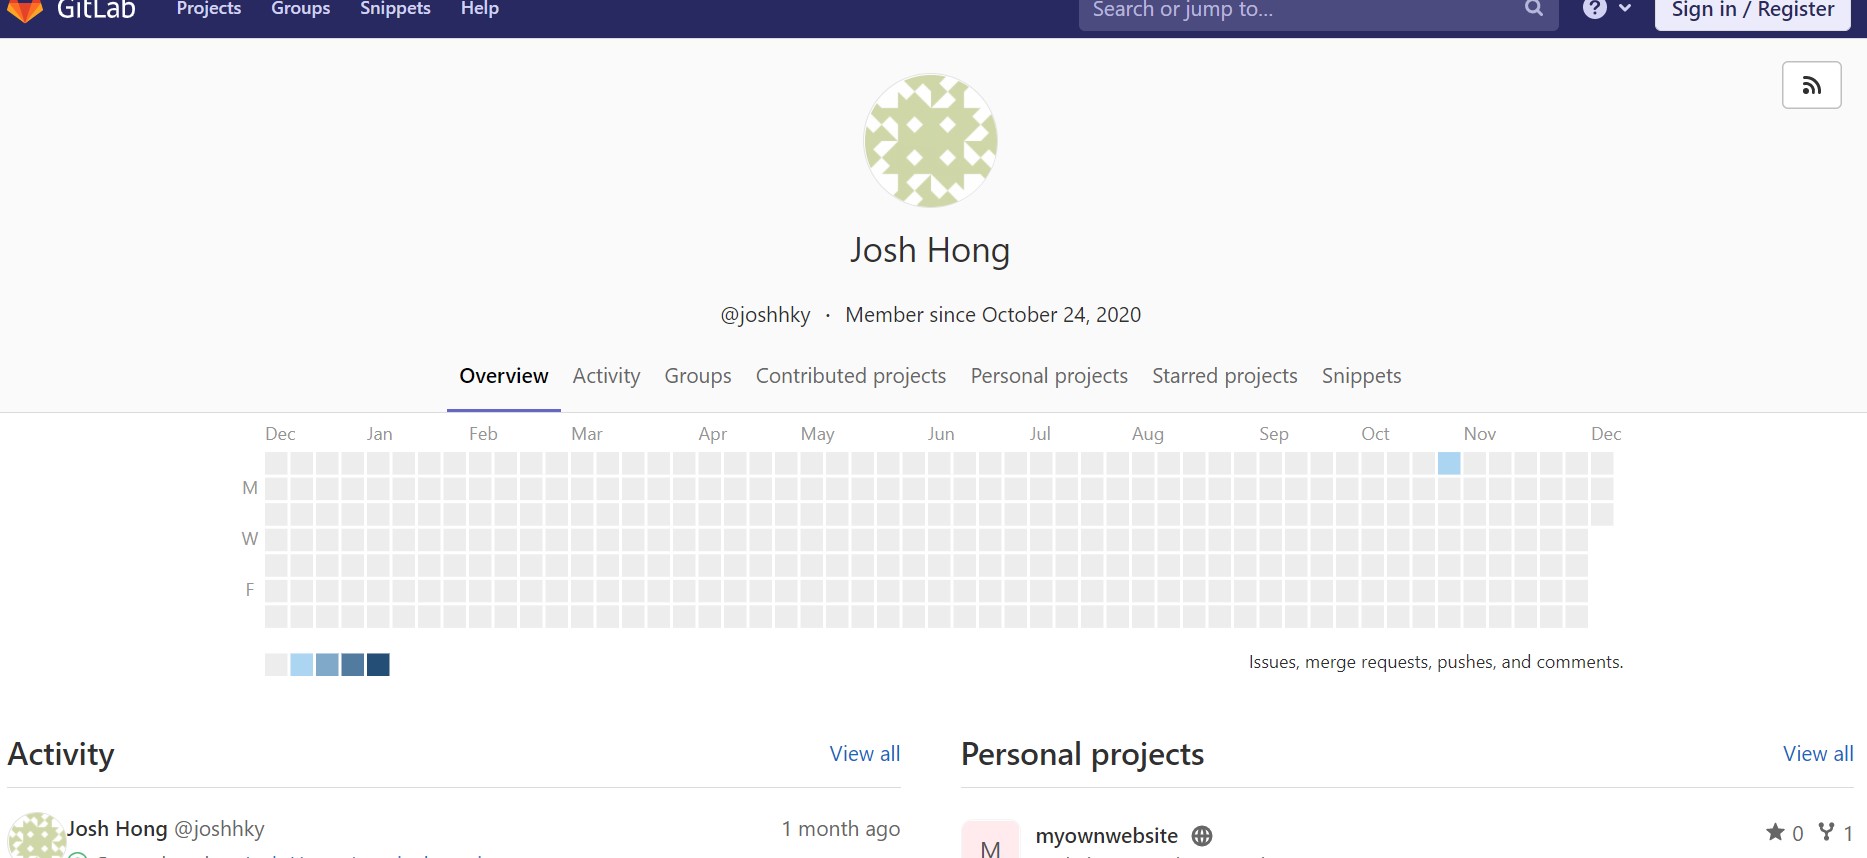 GitLab Projects Groups Snippets Help Search or jump to... Sign in / Register
Josh Hong
@joshhky · Member since October 24, 2020
Overview Activity Groups Contributed projects Personal projects Starred projects Snippets
Dec Jan Feb Mar Apr May Jun Jul Aug Sep Oct Nov Dec
M
W
F
Issues, merge requests, pushes, and comments.
Activity View all
Personal projects View all
Josh Hong @joshhky 1 month ago
M myownwebsite 0 1